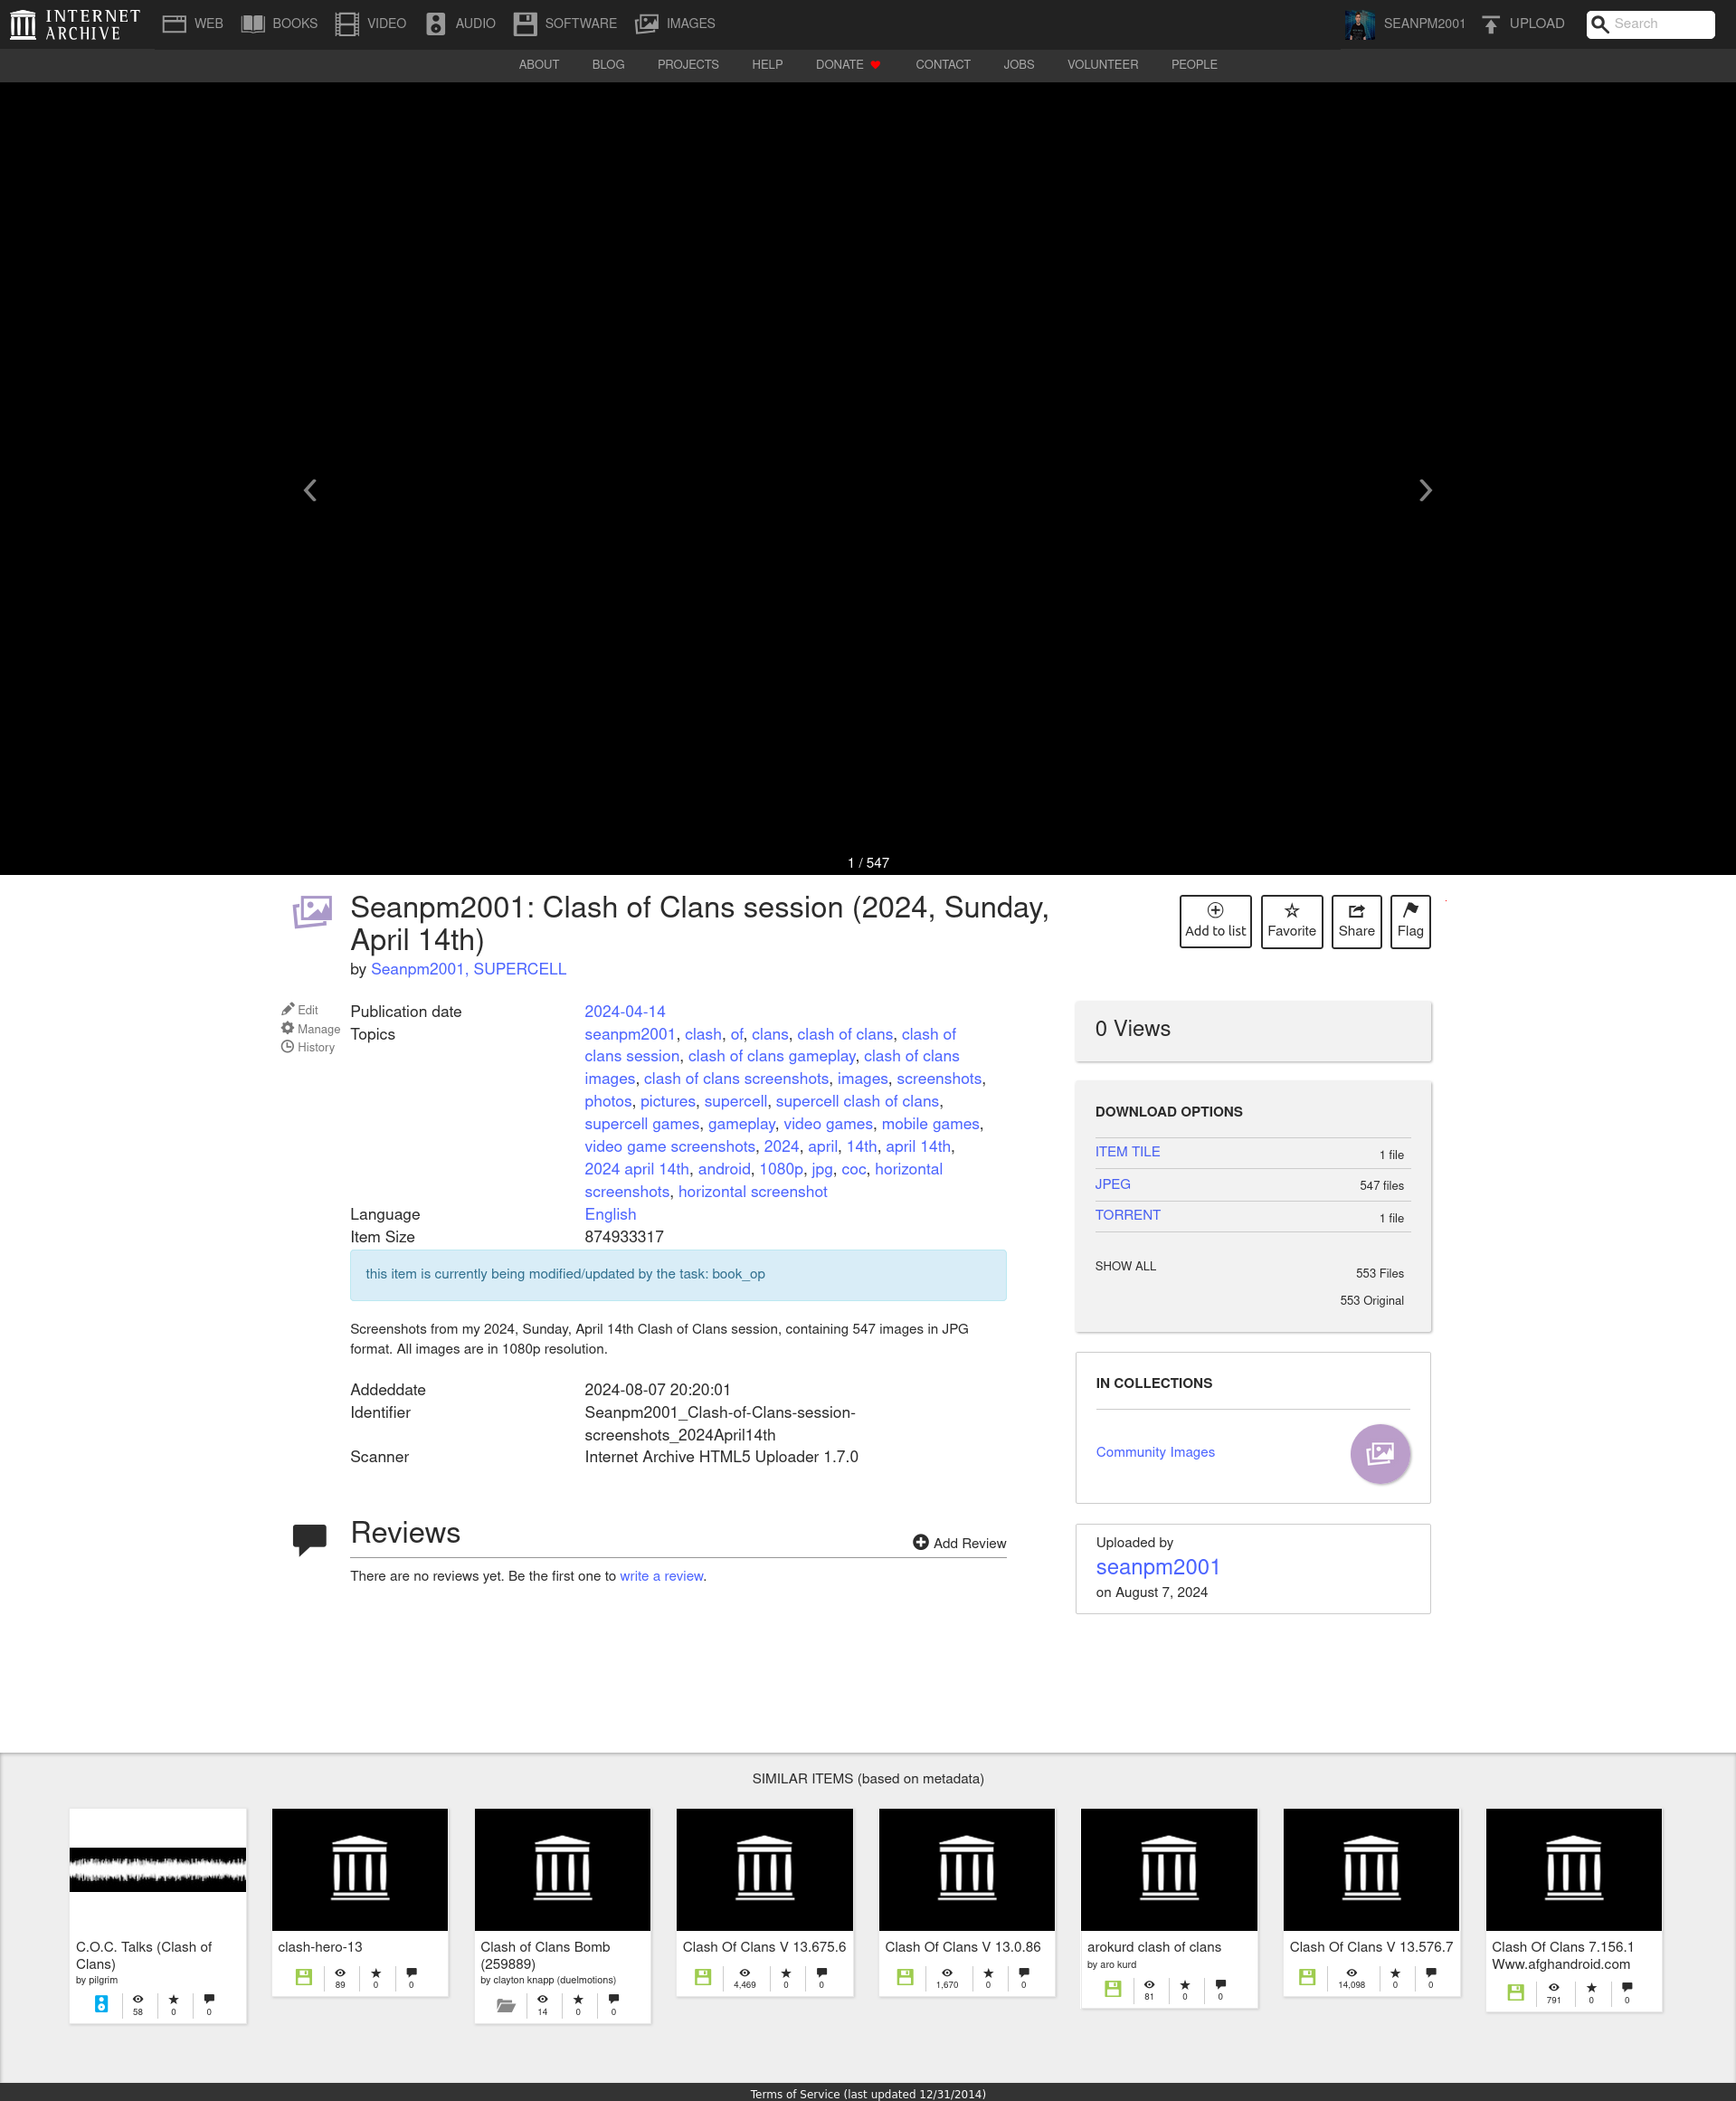 INTERNET ARCHIVE WEB BOOKS VIDEO AUDIO SOFTWARE IMAGES SEANPM2001 UPLOAD Search
ABOUT BLOG PROJECTS HELP DONATE CONTACT JOBS VOLUNTEER PEOPLE
1 / 547
Seanpm2001: Clash of Clans session (2024, Sunday,
April 14th)
by Seanpm2001, SUPERCELL
Add to list Favorite Share Flag
Edit
Manage
History
Publication date 2024-04-14
Topics seanpm2001, clash, of, clans, clash of clans, clash of
clans session, clash of clans gameplay, clash of clans
images, clash of clans screenshots, images, screenshots,
photos, pictures, supercell, supercell clash of clans,
supercell games, gameplay, video games, mobile games,
video game screenshots, 2024, april, 14th, april 14th,
2024 april 14th, android, 1080p, jpg, coc, horizontal
screenshots, horizontal screenshot
Language English
Item Size 874933317
this item is currently being modified/updated by the task: book_op
Screenshots from my 2024, Sunday, April 14th Clash of Clans session, containing 547 images in JPG
format. All images are in 1080p resolution.
Addeddate 2024-08-07 20:20:01
Identifier Seanpm2001_Clash-of-Clans-session-
screenshots_2024April14th
Scanner Internet Archive HTML5 Uploader 1.7.0
Reviews
Add Review
There are no reviews yet. Be the first one to write a review.
0 Views
DOWNLOAD OPTIONS
ITEM TILE 1 file
JPEG 547 files
TORRENT 1 file
SHOW ALL 553 Files
553 Original
IN COLLECTIONS
Community Images
Uploaded by
seanpm2001
on August 7, 2024
SIMILAR ITEMS (based on metadata)
C.O.C. Talks (Clash of
Clans)
by pilgrim
58 0 0
clash-hero-13
89 0 0
Clash of Clans Bomb
(259889)
by clayton knapp (duelmotions)
14 0 0
Clash Of Clans V 13.675.6
4,469 0 0
Clash Of Clans V 13.0.86
1,670 0 0
arokurd clash of clans
by aro kurd
81 0 0
Clash Of Clans V 13.576.7
14,098 0 0
Clash Of Clans 7.156.1
Www.afghandroid.com
791 0 0
Terms of Service (last updated 12/31/2014)